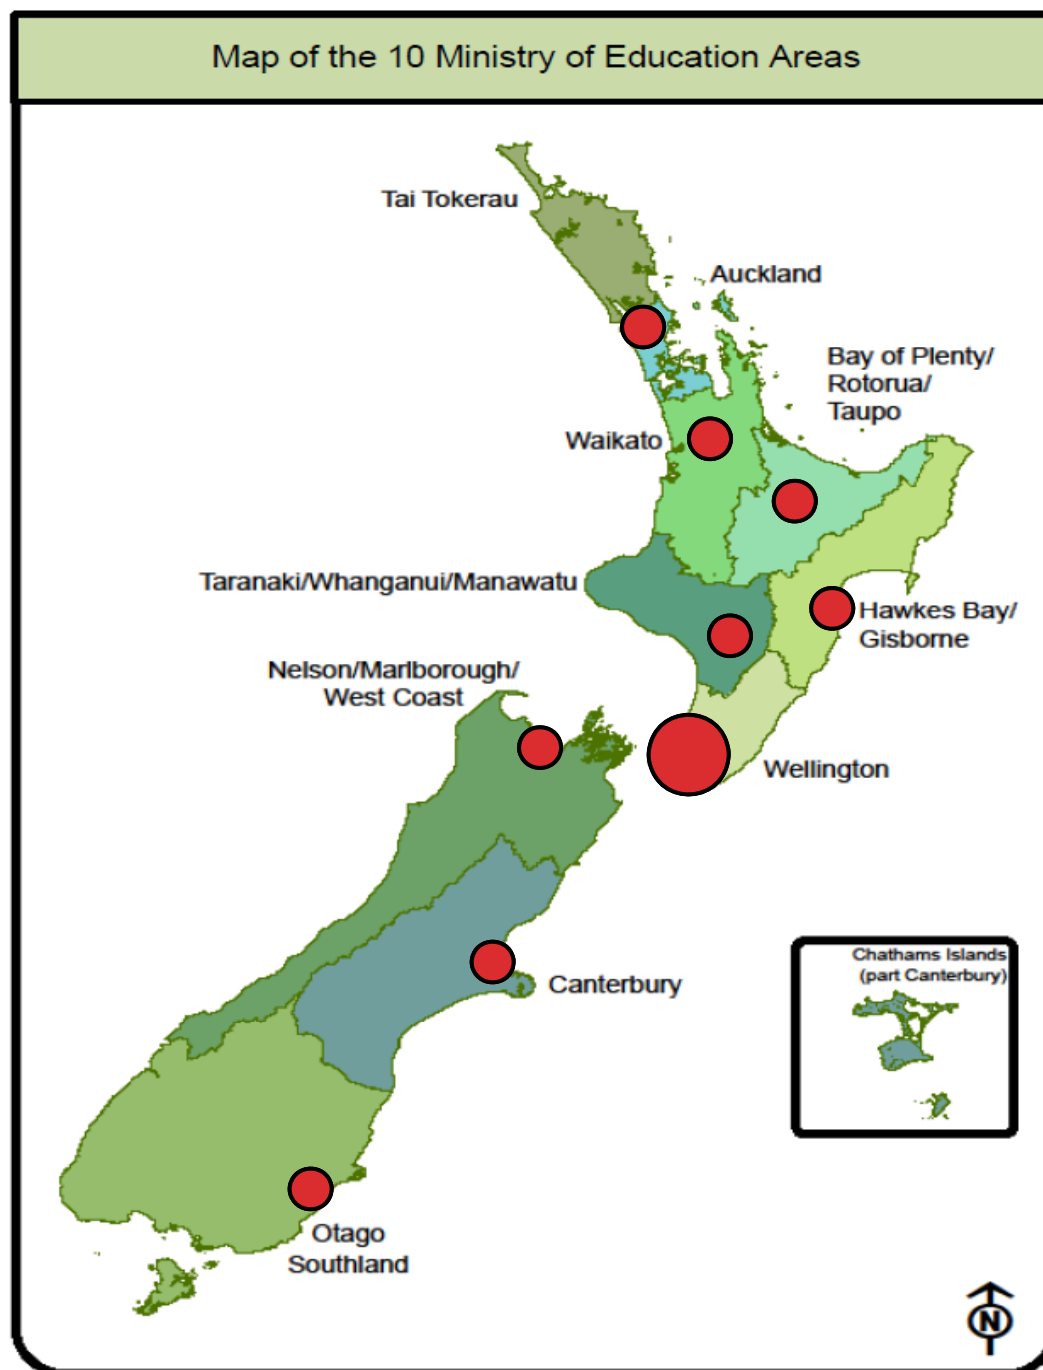 Map of the 10 Ministry of Education Areas
Tai Tokerau
Auckland
Bay of Plenty/
Rotorua/
Taupo
Waikato
Taranaki/Whanganui/Manawatu
Hawkes Bay/
Gisborne
Nelson/Marlborough/
West Coast
Wellington
Chathams Islands
(part Canterbury)
Canterbury
Otago
Southland
N